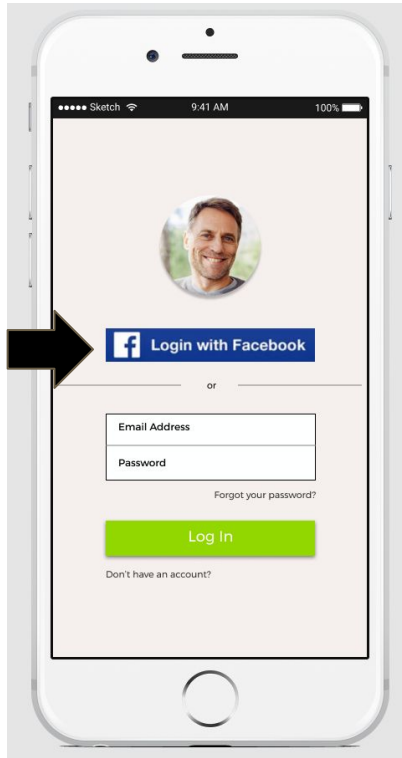 Sketch 9:41 AM 100%
f Login with Facebook
or
Email Address
Password
Forgot your password?
Log In
Don't have an account?